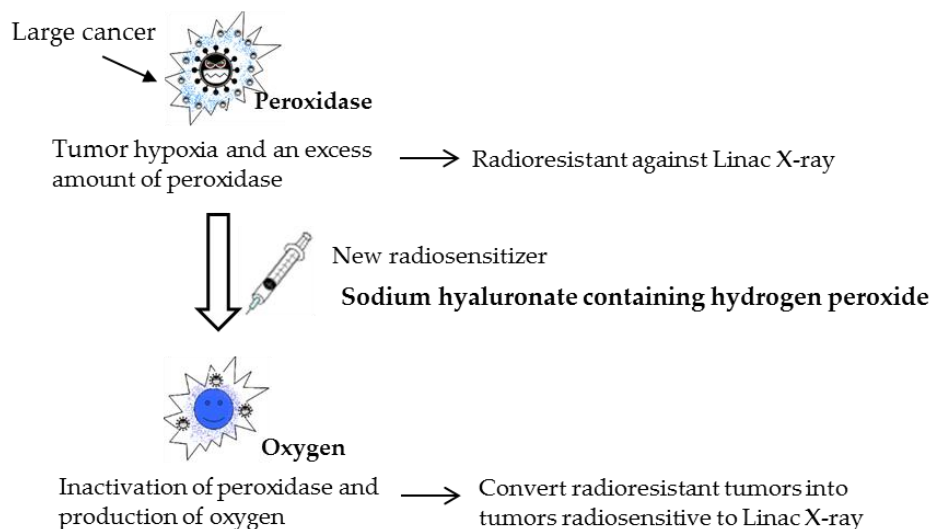 Large cancer
Peroxidase
Tumor hypoxia and an excess
amount of peroxidase
Radioresistant against Linac X-ray
New radiosensitizer
Sodium hyaluronate containing hydrogen peroxide
Oxygen
Inactivation of peroxidase and
production of oxygen
Convert radioresistant tumors into
tumors radiosensitive to Linac X-ray